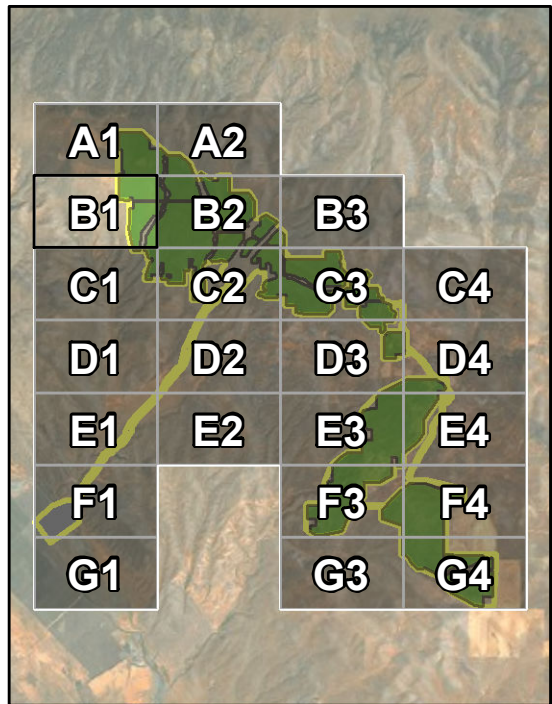 A1 A2
B1 B2 B3
C1 C2 C3 C4
D1 D2 D3 D4
E1 E2 E3 E4
F1 F3 F4
G1 G3 G4